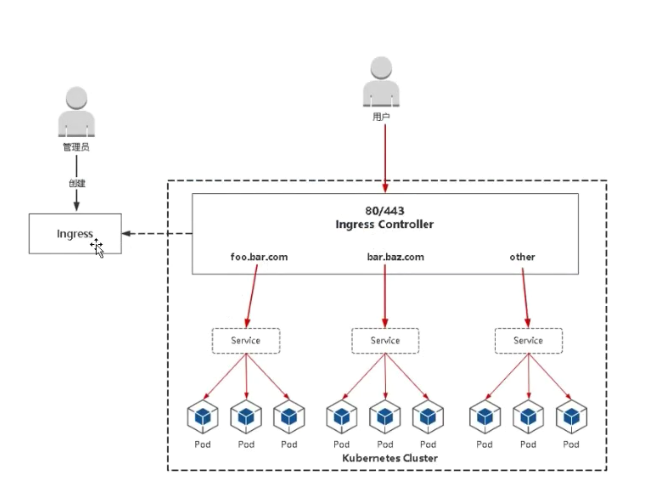 用户
管理员
创建
80/443
Ingress Controller
Ingress
foo.bar.com
bar.baz.com
other
Service
Service
Service
Pod
Pod
Pod
Pod
Pod
Pod
Pod
Pod
Pod
Kubernetes Cluster